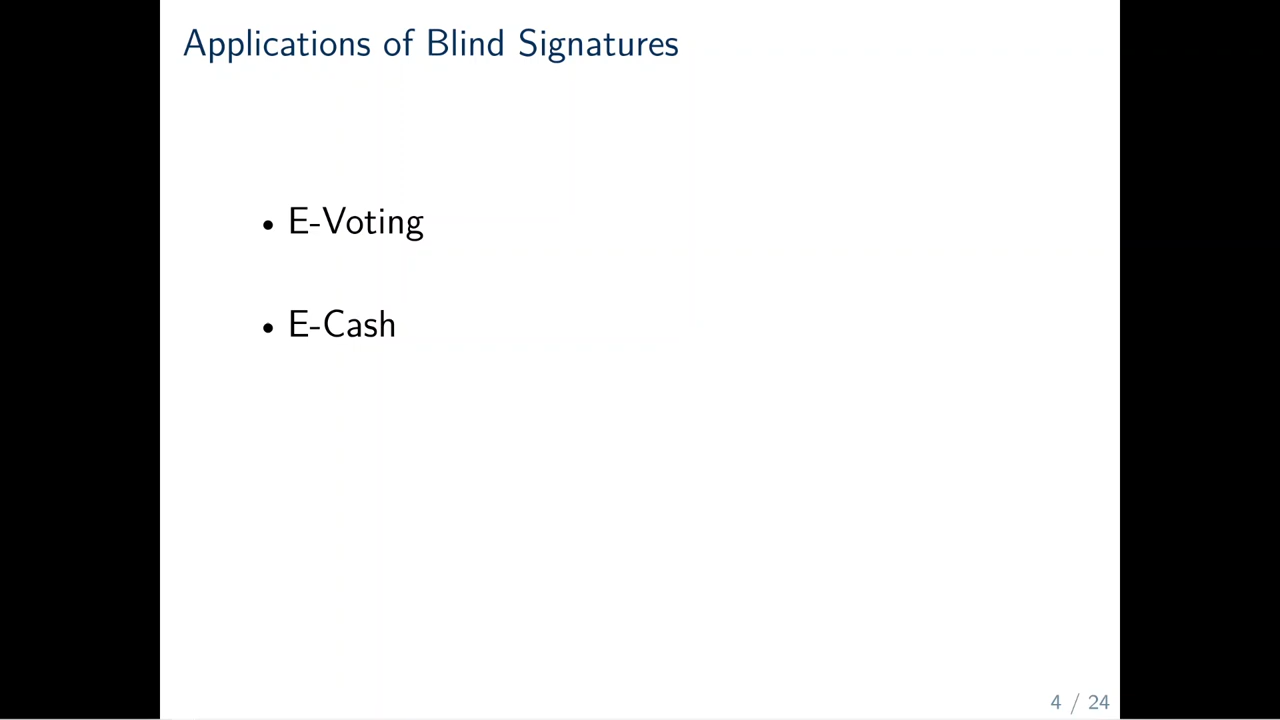 Applications of Blind Signatures
• E-Voting
• E-Cash
4 / 24